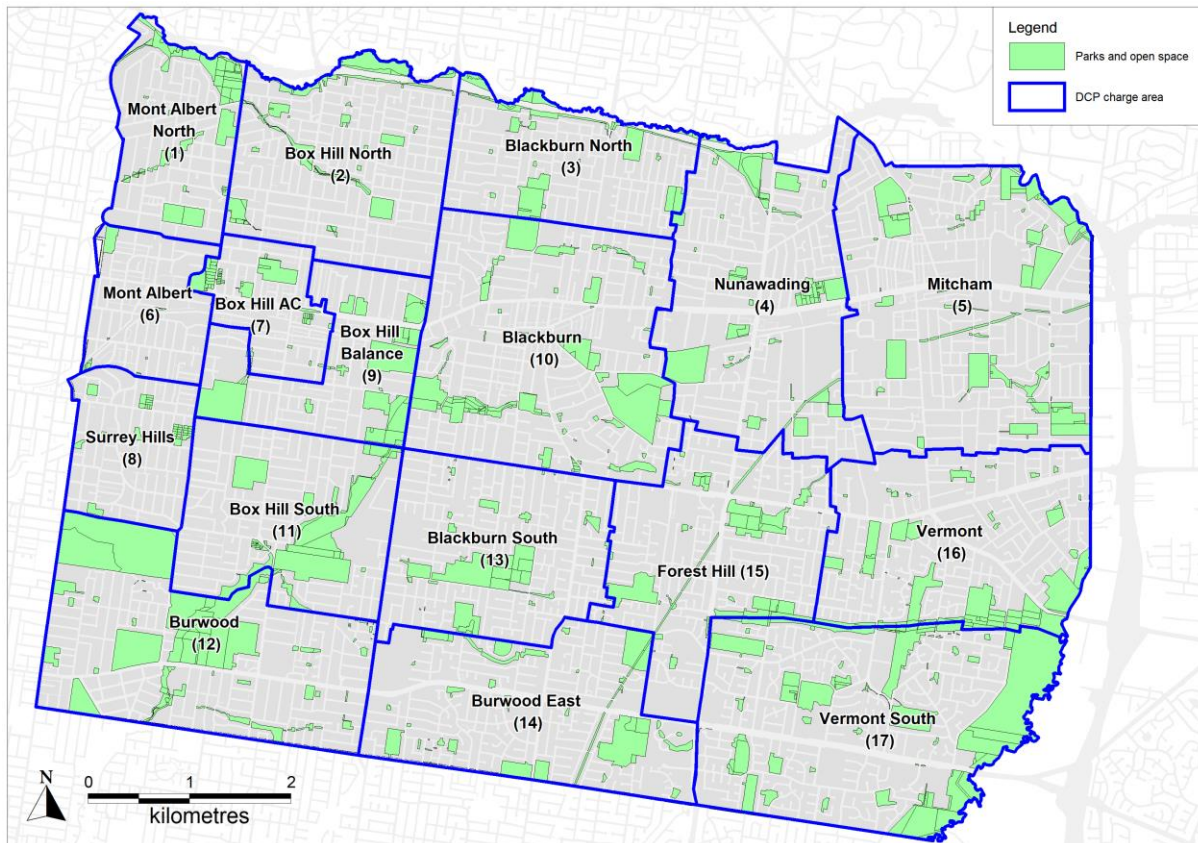 Legend
Parks and open space
DCP charge area
Mont Albert
North
(1)
Box Hill North
(2)
Blackburn North
(3)
Nunawading
(4)
Mitcham
(5)
Mont Albert
(6)
Box Hill AC
(7)
Box Hill
Balance
(9)
Blackburn
(10)
Surrey Hills
(8)
Box Hill South
(11)
Blackburn South
(13)
Forest Hill (15)
Vermont
(16)
Burwood
(12)
Burwood East
(14)
Vermont South
(17)
N
0 1 2
kilometres